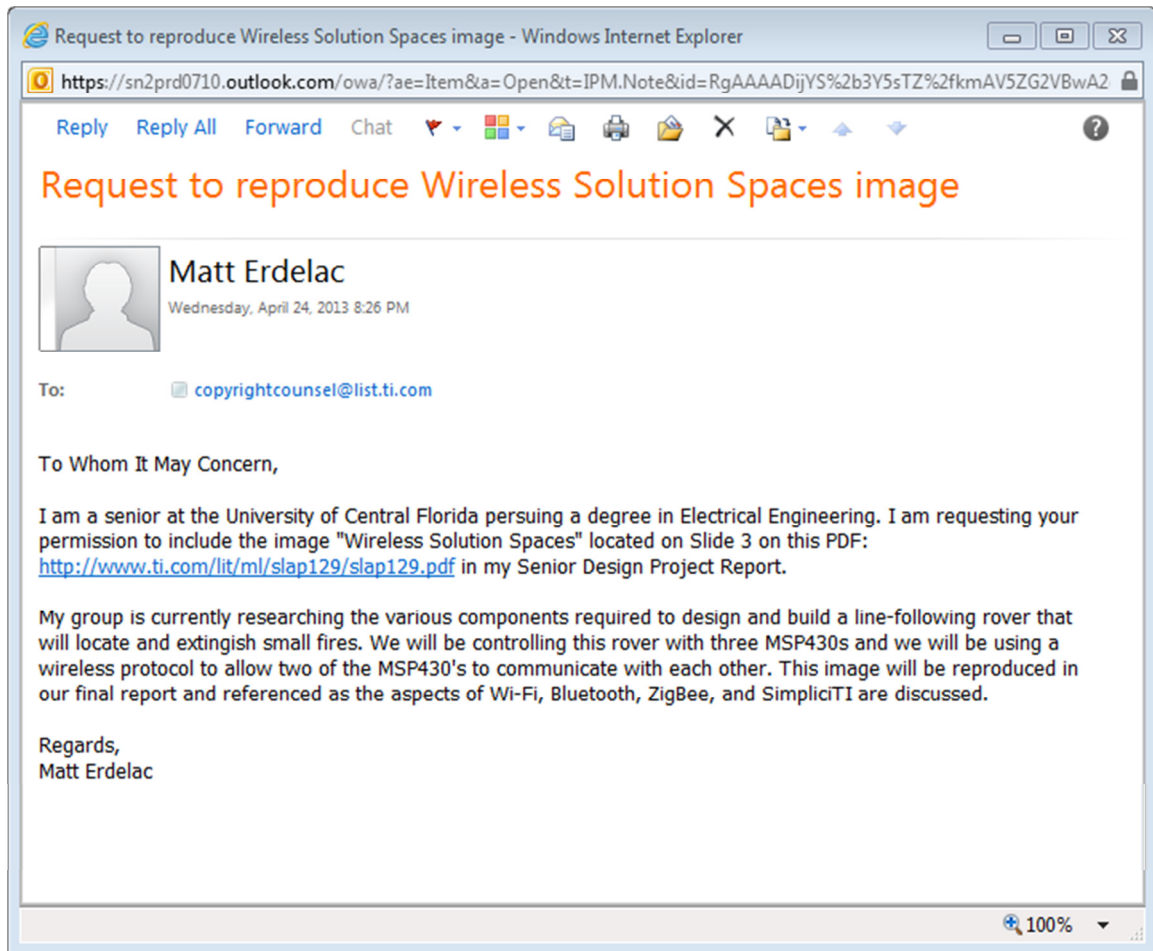 Request to reproduce Wireless Solution Spaces image - Windows Internet Explorer
https://sn2prd0710.outlook.com/owa/?ae=Item&a=Open&t=IPM.Note&id=RgAAAADijYS%2b3Y5sTZ%2fkmAV5ZG2VBwA2
Reply Reply All Forward Chat
Request to reproduce Wireless Solution Spaces image
Matt Erdelac
Wednesday, April 24, 2013 8:26 PM
To: copyrightcounsel@list.ti.com
To Whom It May Concern,
I am a senior at the University of Central Florida persuing a degree in Electrical Engineering. I am requesting your
permission to include the image "Wireless Solution Spaces" located on Slide 3 on this PDF:
http://www.ti.com/lit/ml/slap129/slap129.pdf in my Senior Design Project Report.
My group is currently researching the various components required to design and build a line-following rover that
will locate and extingish small fires. We will be controlling this rover with three MSP430s and we will be using a
wireless protocol to allow two of the MSP430's to communicate with each other. This image will be reproduced in
our final report and referenced as the aspects of Wi-Fi, Bluetooth, ZigBee, and SimpliciTI are discussed.
Regards,
Matt Erdelac
100%